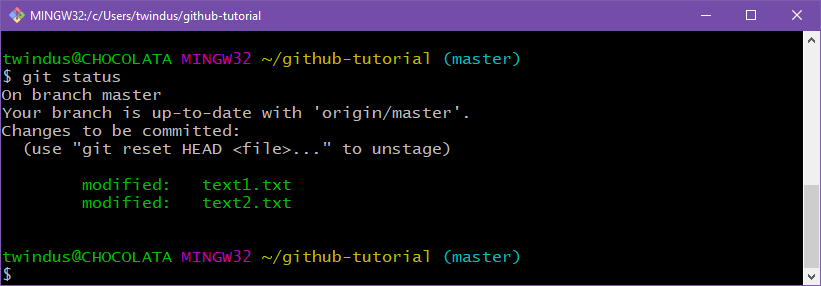 MINGW32:/c/Users/twindus/github-tutorial
twindus@CHOCOLATA MINGW32 ~/github-tutorial (master)
$ git status
On branch master
Your branch is up-to-date with 'origin/master'.
Changes to be committed:
  (use "git reset HEAD <file>..." to unstage)
        modified:   text1.txt
        modified:   text2.txt
twindus@CHOCOLATA MINGW32 ~/github-tutorial (master)
$